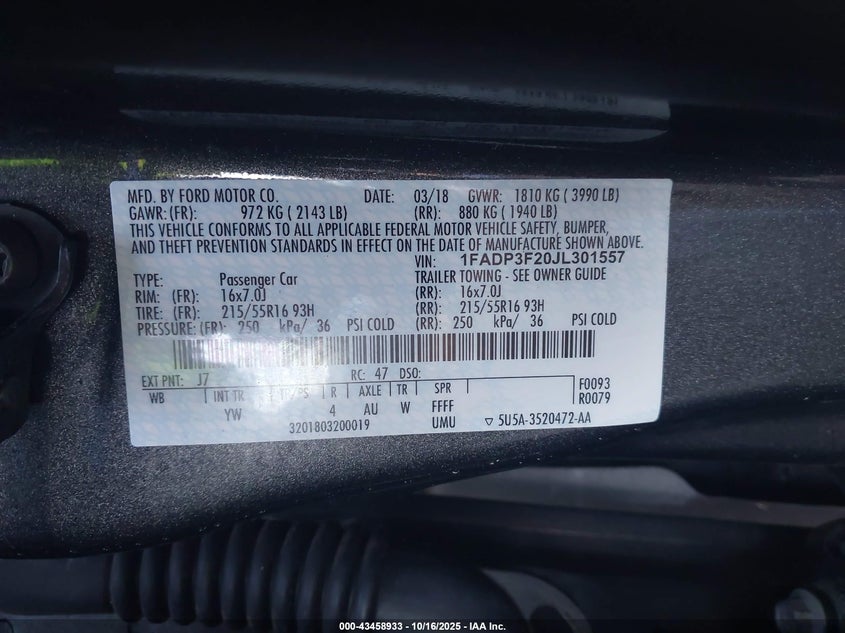 MFD. BY FORD MOTOR CO. DATE: 03/18 GVWR: 1810 KG ( 3990 LB)
GAWR: (FR): 972 KG ( 2143 LB) (RR): 880 KG ( 1940 LB)
THIS VEHICLE CONFORMS TO ALL APPLICABLE FEDERAL MOTOR VEHICLE SAFETY, BUMPER,
AND THEFT PREVENTION STANDARDS IN EFFECT ON THE DATE OF MANUFACTURE SHOWN ABOVE.
VIN: 1FADP3F20JL301557
TYPE: Passenger Car TRAILER TOWING - SEE OWNER GUIDE
RIM: (FR): 16x7.0J (RR): 16x7.0J
TIRE: (FR): 215/55R16 93H (RR): 215/55R16 93H
PRESSURE: (FR): 250 kPa/ 36 PSI COLD (RR): 250 kPa/ 36 PSI COLD
EXT PNT: J7 RC: 47 DSO:
WB INT TR TP/PS R AXLE TR SPR F0093
R0079
YW 4 AU W FFFF
3201803200019 UMU ▽ 5U5A-3520472-AA
000-43458933 - 10/16/2025 - IAA Inc.